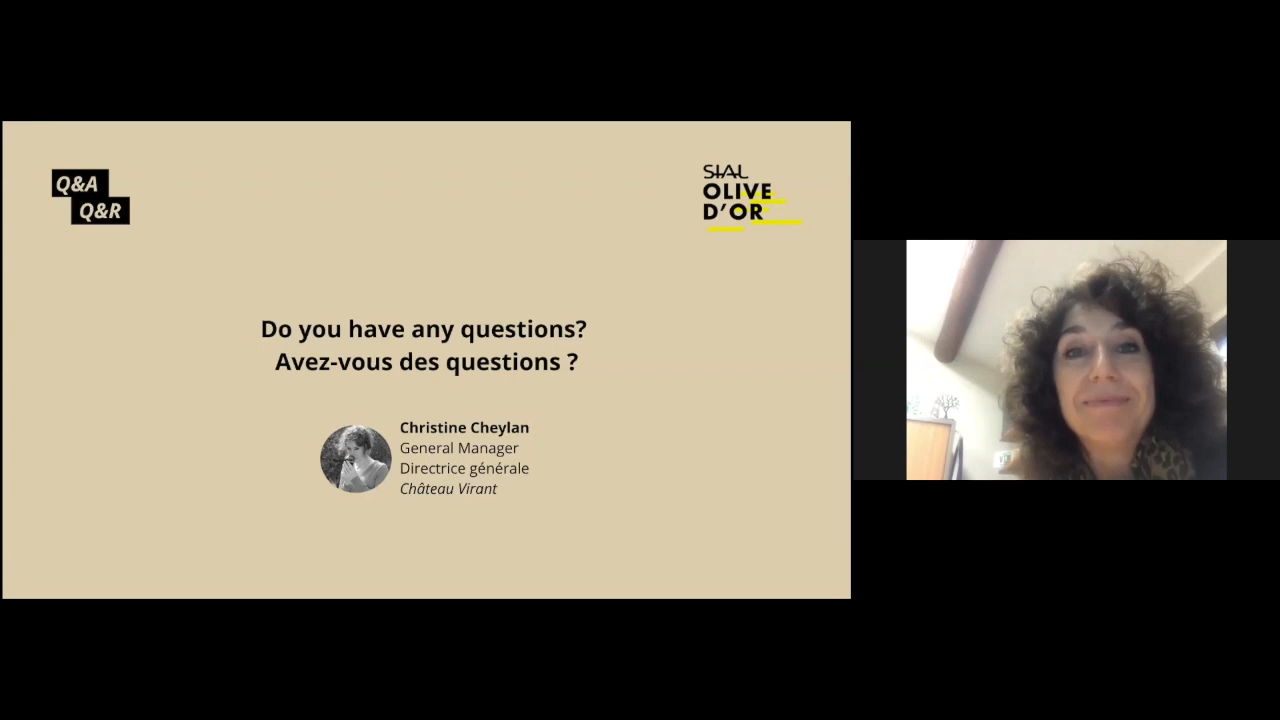 Q&A
Q&R
SIAL
OLIVE
D'OR
Do you have any questions?
Avez-vous des questions ?
Christine Cheylan
General Manager
Directrice générale
Château Virant